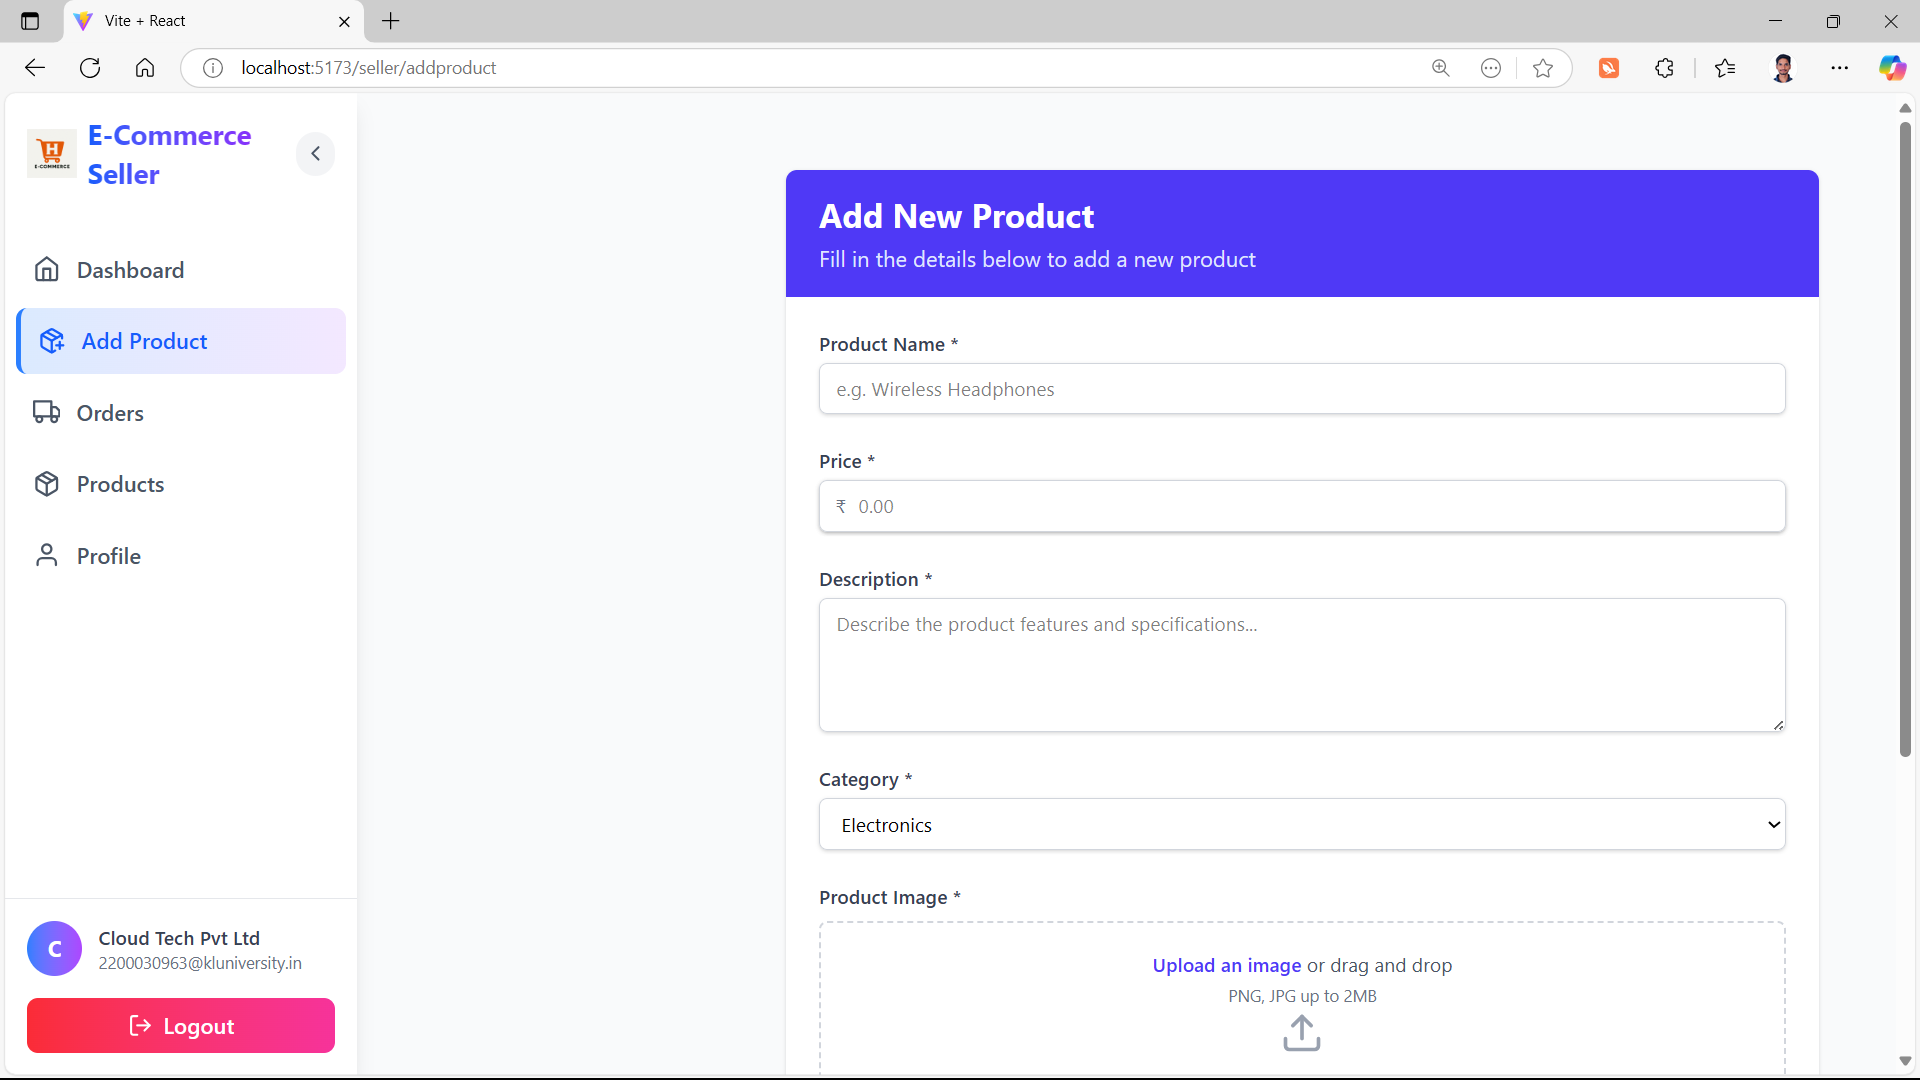 Vite + React
localhost:5173/seller/addproduct
H
E-COMMERCE
E-Commerce
Seller
Dashboard
Add Product
Orders
Products
Profile
C
Cloud Tech Pvt Ltd
2200030963@kluniversity.in
Logout
Add New Product
Fill in the details below to add a new product
Product Name *
e.g. Wireless Headphones
Price *
₹ 0.00
Description *
Describe the product features and specifications...
Category *
Electronics
Product Image *
Upload an image or drag and drop
PNG, JPG up to 2MB